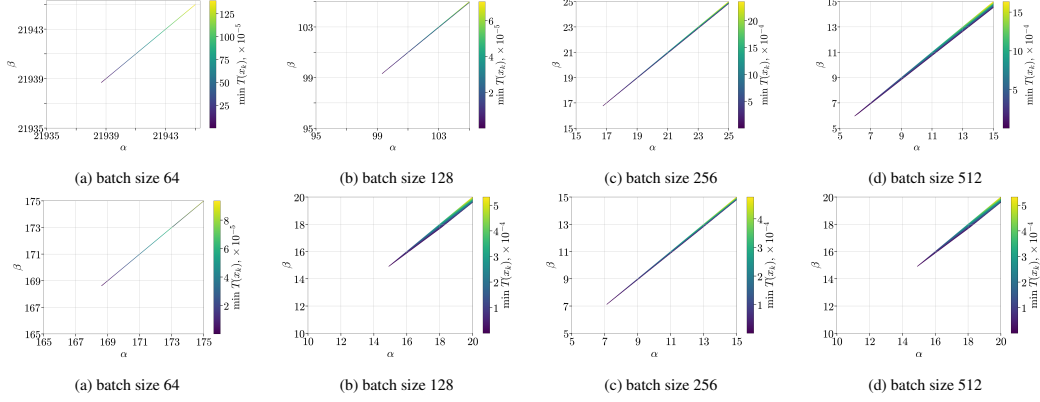 125
100
75
50
25
min T(x_k), × 10^{-5}
21943
21939
21935
β
21935 21939 21943
α
(a) batch size 64
6
4
2
min T(x_k), × 10^{-5}
103
99
95
β
95 99 103
α
(b) batch size 128
20
15
10
5
min T(x_k), × 10^{-4}
25
23
21
19
17
15
β
15 17 19 21 23 25
α
(c) batch size 256
15
10
5
min T(x_k), × 10^{-4}
15
13
11
9
7
5
β
5 7 9 11 13 15
α
(d) batch size 512
8
6
4
2
min T(x_k), × 10^{-5}
175
173
171
169
167
165
β
165 167 169 171 173 175
α
(a) batch size 64
5
4
3
2
1
min T(x_k), × 10^{-4}
20
18
16
14
12
10
β
10 12 14 16 18 20
α
(b) batch size 128
4
3
2
1
min T(x_k), × 10^{-4}
15
13
11
9
7
5
β
5 7 9 11 13 15
α
(c) batch size 256
5
4
3
2
1
min T(x_k), × 10^{-4}
20
18
16
14
12
10
β
10 12 14 16 18 20
α
(d) batch size 512